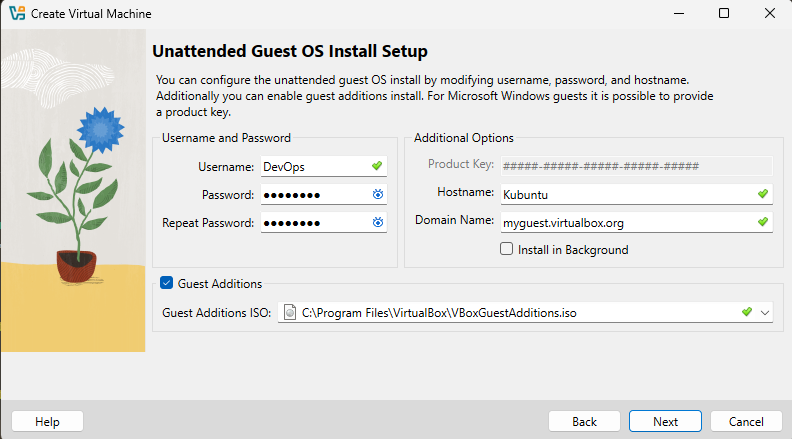 Create Virtual Machine
Unattended Guest OS Install Setup
You can configure the unattended guest OS install by modifying username, password, and hostname.
Additionally you can enable guest additions install. For Microsoft Windows guests it is possible to provide
a product key.
Username and Password
Username: DevOps
Password: ●●●●●●●●
Repeat Password: ●●●●●●●●
Additional Options
Product Key: #####-#####-#####-#####-#####
Hostname: Kubuntu
Domain Name: myguest.virtualbox.org
Install in Background
Guest Additions
Guest Additions ISO: C:\Program Files\VirtualBox\VBoxGuestAdditions.iso
Help
Back
Next
Cancel